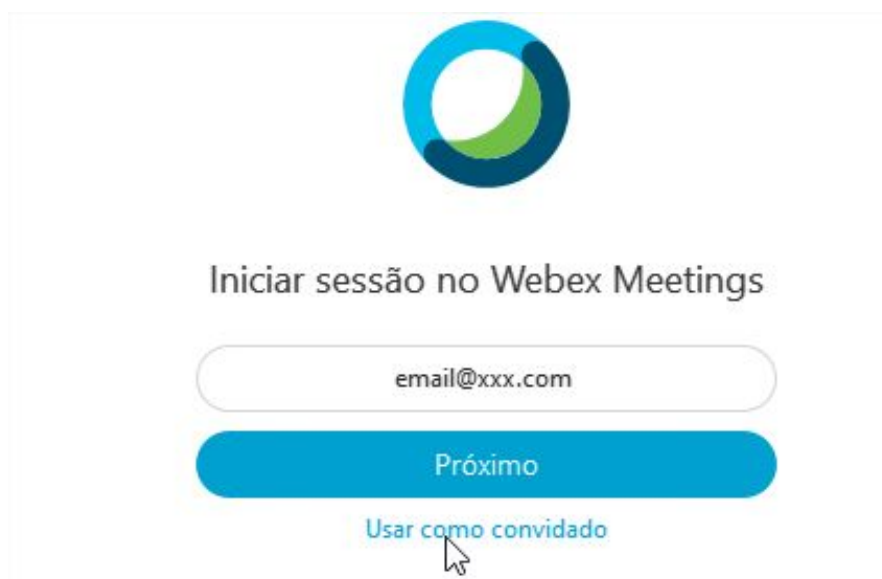 Iniciar sessão no Webex Meetings
email@xxx.com
Próximo
Usar como convidado